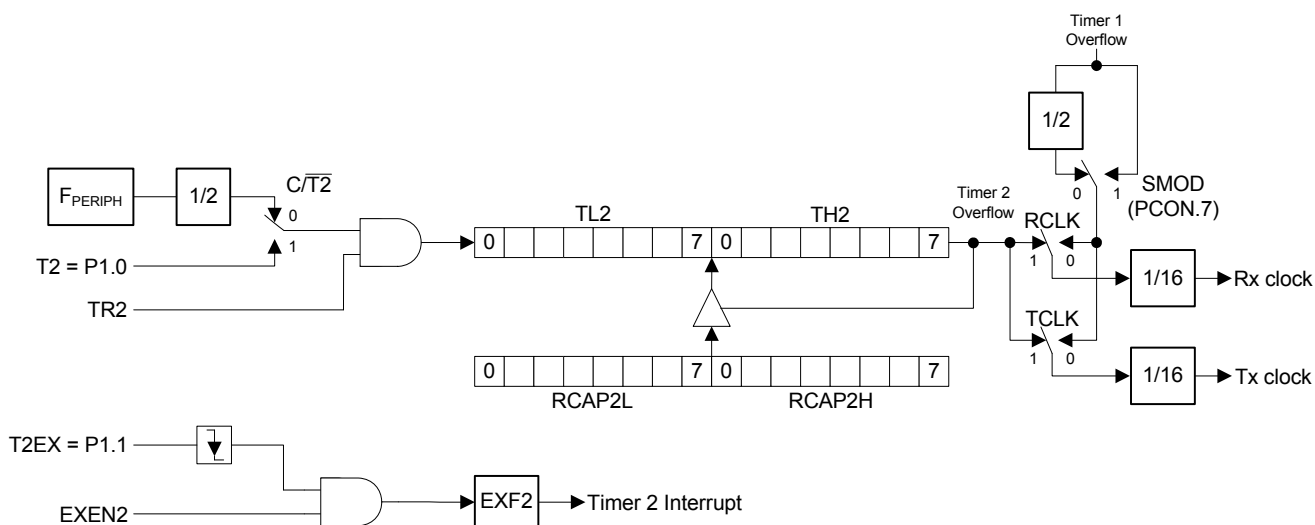 Timer 1
Overflow
1/2
0
1
SMOD
(PCON.7)
F_PERIPH
1/2
C/T̅2̅
0
1
T2 = P1.0
TR2
TL2
TH2
0
7
0
7
Timer 2
Overflow
RCLK
1
0
1/16
Rx clock
TCLK
1
0
1/16
Tx clock
0
7
0
7
RCAP2L
RCAP2H
T2EX = P1.1
EXEN2
EXF2
Timer 2 Interrupt